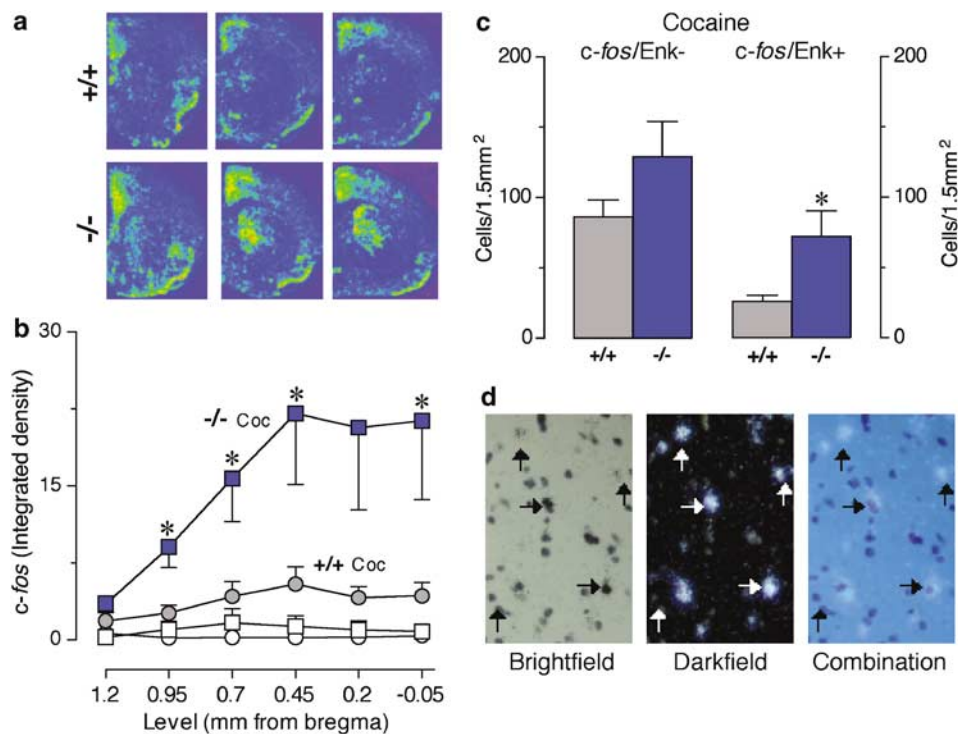 a
+/+
-/-
b
30
15
0
c-fos (Integrated density)
-/- Coc
+/+ Coc
*
*
*
*
1.2 0.95 0.7 0.45 0.2 -0.05
Level (mm from bregma)
c
Cocaine
c-fos/Enk- c-fos/Enk+
200
100
0
Cells/1.5mm²
*
200
100
0
Cells/1.5mm²
+/+ -/- +/+ -/-
d
Brightfield Darkfield Combination